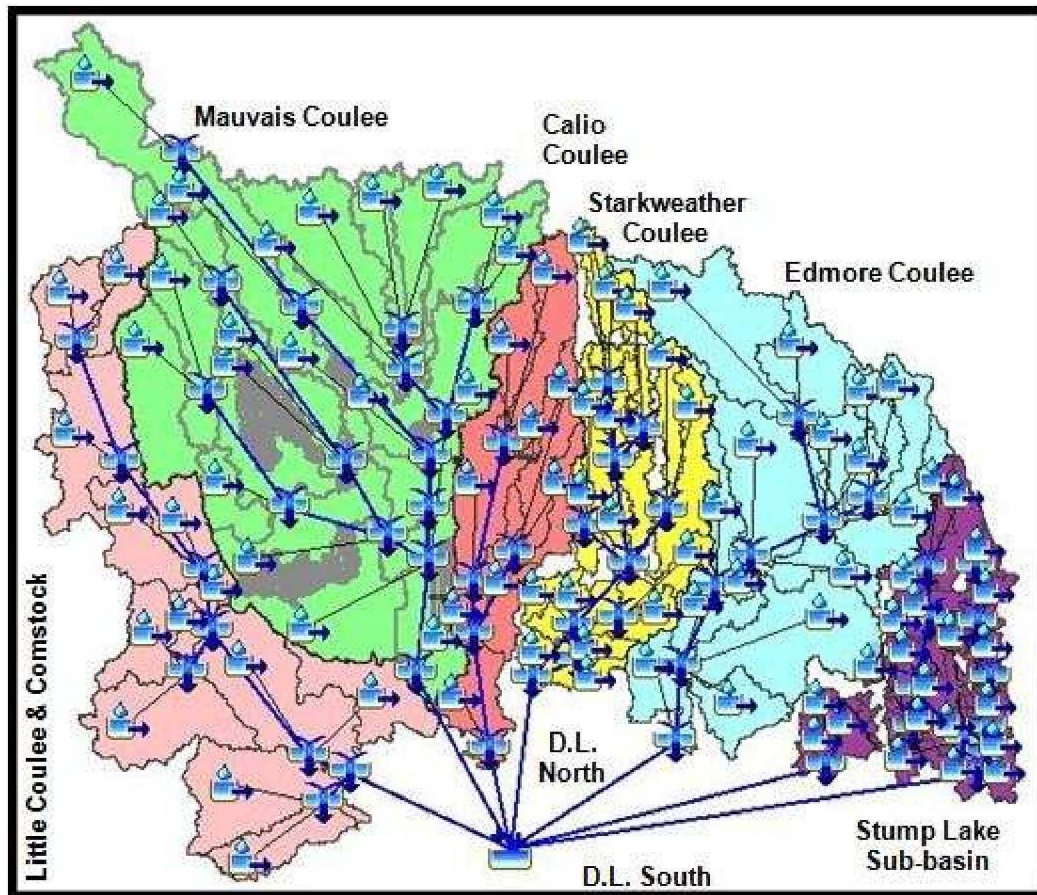 Mauvais Coulee
Calio
Coulee
Starkweather
Coulee
Edmore Coulee
Little Coulee & Comstock
D.L.
North
Stump Lake
Sub-basin
D.L. South